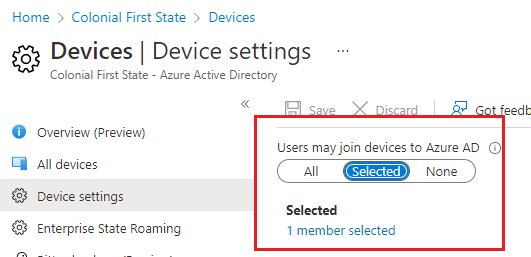 Home > Colonial First State > Devices >
Devices | Device settings ...
Colonial First State - Azure Active Directory
«
Save Discard Got feedb
Overview (Preview)
All devices
Device settings
Enterprise State Roaming
Users may join devices to Azure AD
All Selected None
Selected
1 member selected